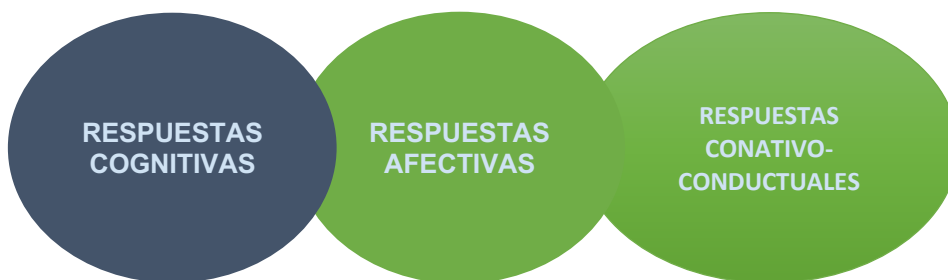 RESPUESTAS
COGNITIVAS
RESPUESTAS
AFECTIVAS
RESPUESTAS
CONATIVO-
CONDUCTUALES